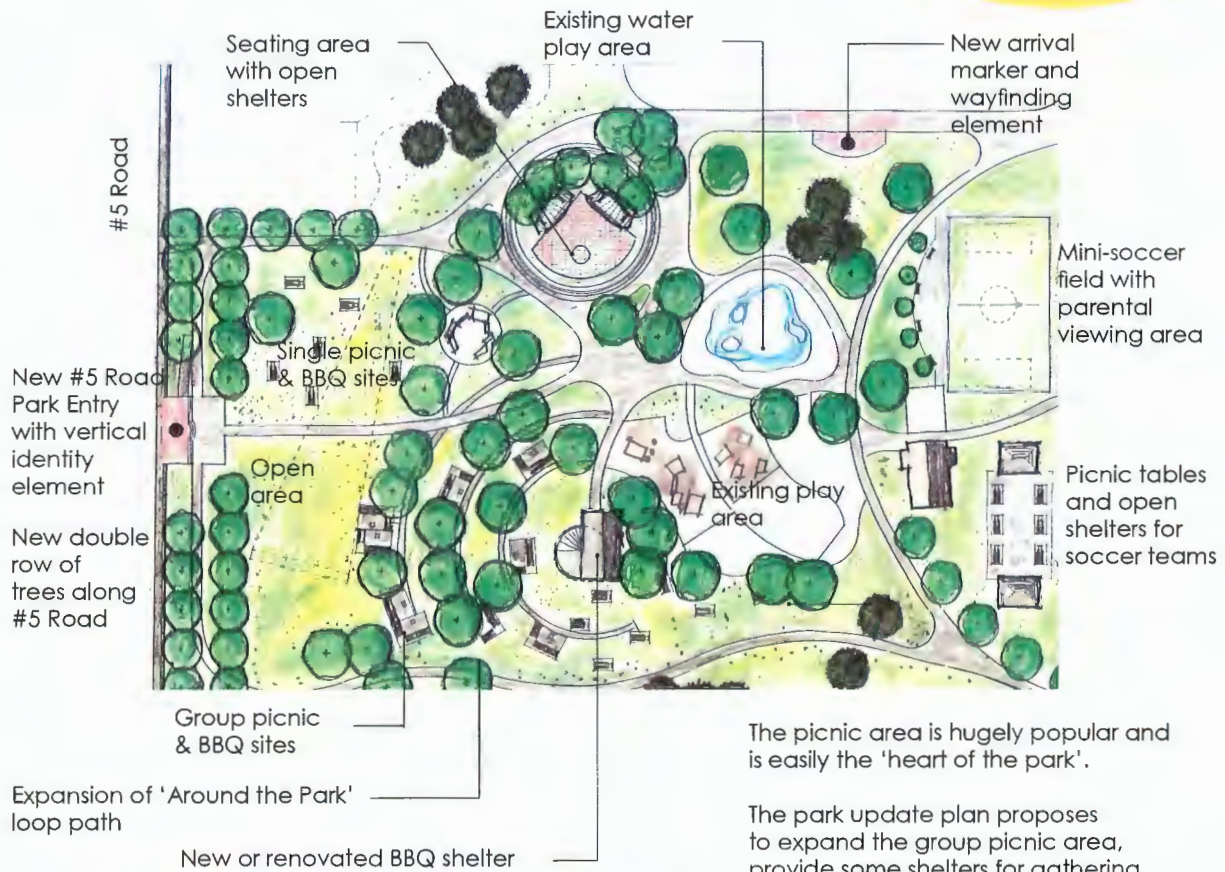 Seating area
with open
shelters
Existing water
play area
New arrival
marker and
wayfinding
element
#5 Road
Mini-soccer
field with
parental
viewing area
Single picnic
& BBQ sites
New #5 Road
Park Entry
with vertical
identity
element
Open
area
Existing play
area
Picnic tables
and open
shelters for
soccer teams
New double
row of
trees along
#5 Road
Group picnic
& BBQ sites
Expansion of 'Around the Park'
loop path
New or renovated BBQ shelter
The picnic area is hugely popular and
is easily the 'heart of the park'.
The park update plan proposes
to expand the group picnic area,
provide some shelters for gathering